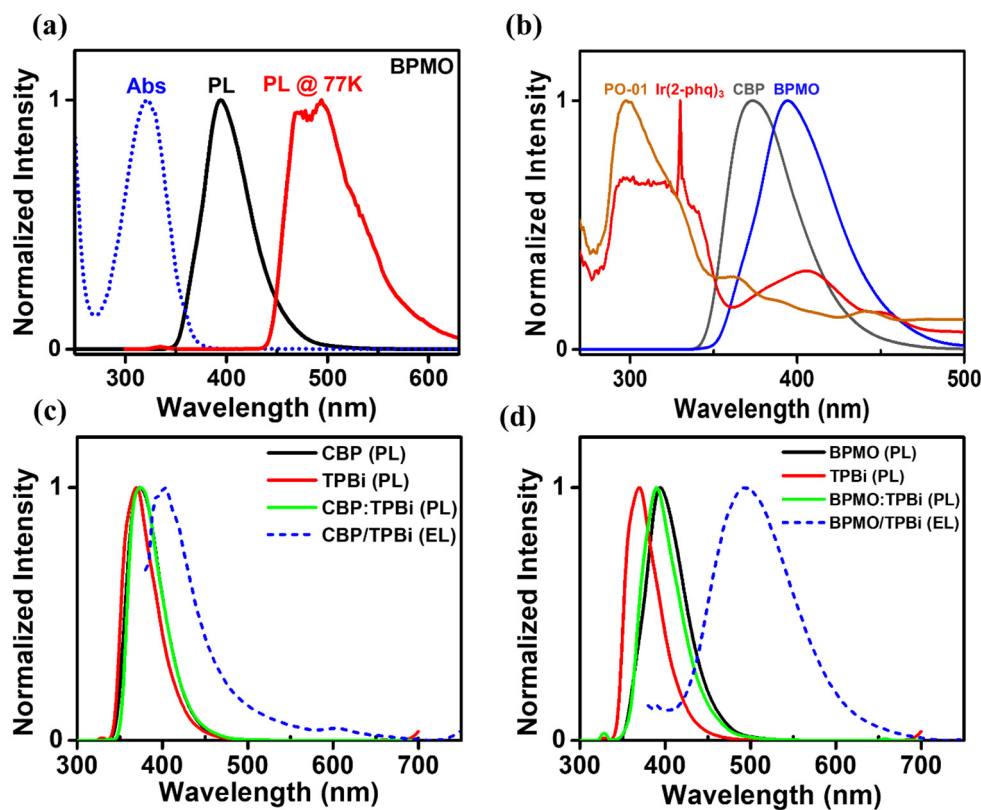 (a)
BPMO
Abs
PL
PL @ 77K
1
0
300
400
500
600
Normalized Intensity
Wavelength (nm)
(b)
PO-01
Ir(2-phq)₃
CBP
BPMO
1
0
300
400
500
Normalized Intensity
Wavelength (nm)
(c)
CBP (PL)
TPBi (PL)
CBP:TPBi (PL)
CBP/TPBi (EL)
1
0
300
400
500
600
700
Normalized Intensity
Wavelength (nm)
(d)
BPMO (PL)
TPBi (PL)
BPMO:TPBi (PL)
BPMO/TPBi (EL)
1
0
300
400
500
600
700
Normalized Intensity
Wavelength (nm)